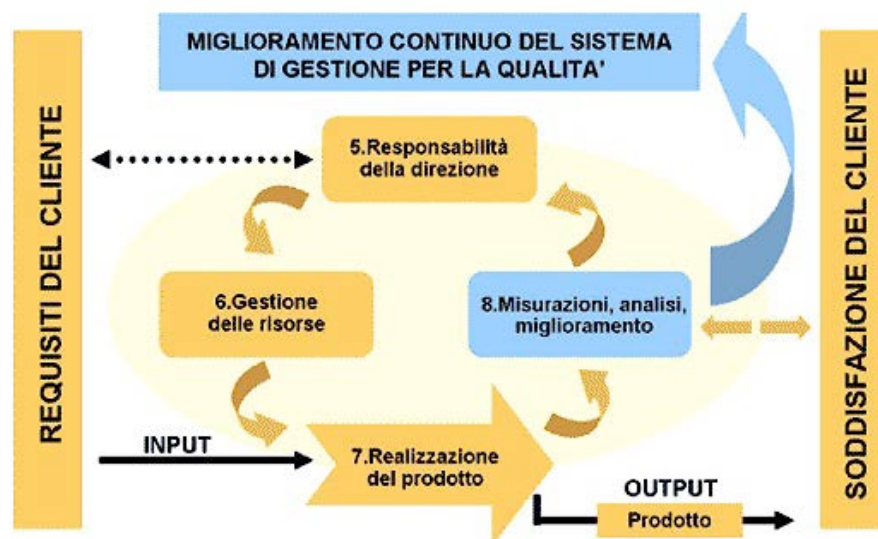 MIGLIORAMENTO CONTINUO DEL SISTEMA
DI GESTIONE PER LA QUALITA'
REQUISITI DEL CLIENTE
5.Responsabilità
della direzione
6.Gestione
delle risorse
8.Misurazioni, analisi,
miglioramento
SODDISFAZIONE DEL CLIENTE
INPUT
7.Realizzazione
del prodotto
OUTPUT
Prodotto